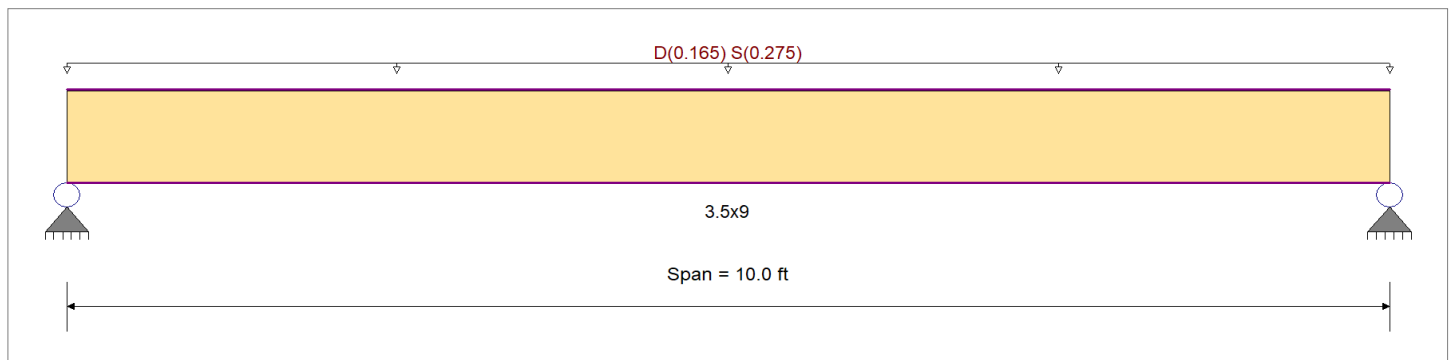 D(0.165) S(0.275)
3.5x9
Span = 10.0 ft